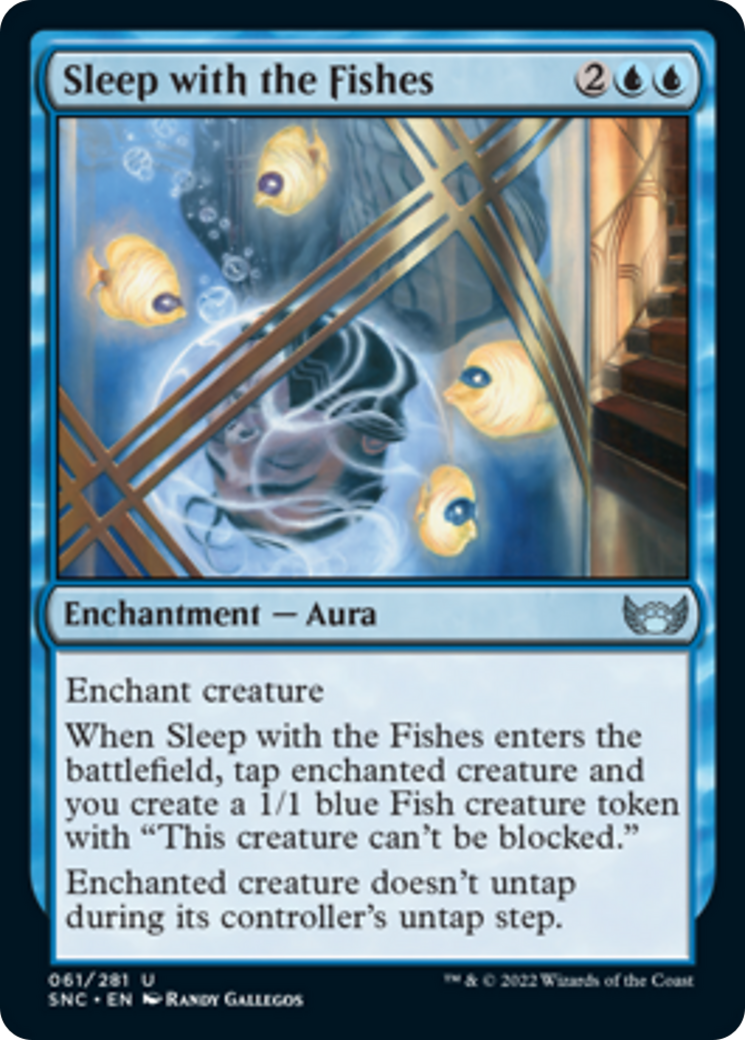 Sleep with the Fishes 2
Enchantment — Aura
Enchant creature
When Sleep with the Fishes enters the
battlefield, tap enchanted creature and
you create a 1/1 blue Fish creature token
with “This creature can’t be blocked.”
Enchanted creature doesn’t untap
during its controller’s untap step.
061/281 U
SNC • EN Randy Gallegos
™ & © 2022 Wizards of the Coast